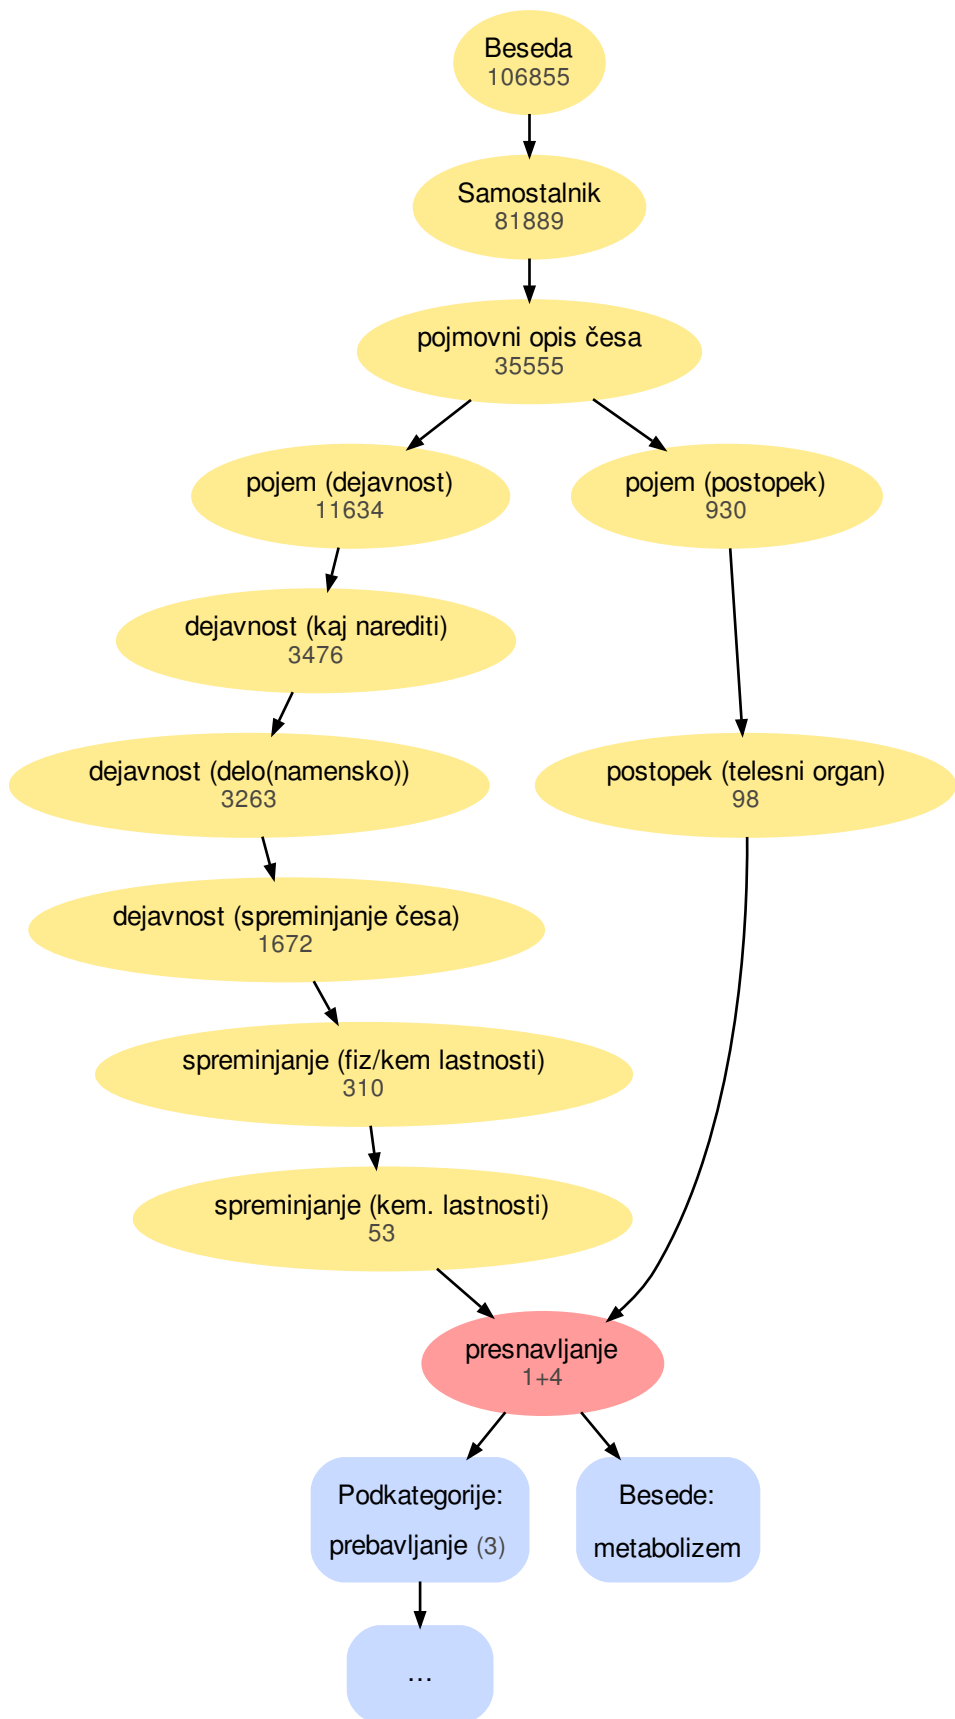 Beseda
106855
Samostalnik
81889
pojmovni opis česa
35555
pojem (dejavnost)
11634
pojem (postopek)
930
dejavnost (kaj narediti)
3476
dejavnost (delo(namensko))
3263
postopek (telesni organ)
98
dejavnost (spreminjanje česa)
1672
spreminjanje (fiz/kem lastnosti)
310
spreminjanje (kem. lastnosti)
53
presnavljanje
1+4
Podkategorije:
prebavljanje (3)
Besede:
metabolizem
…